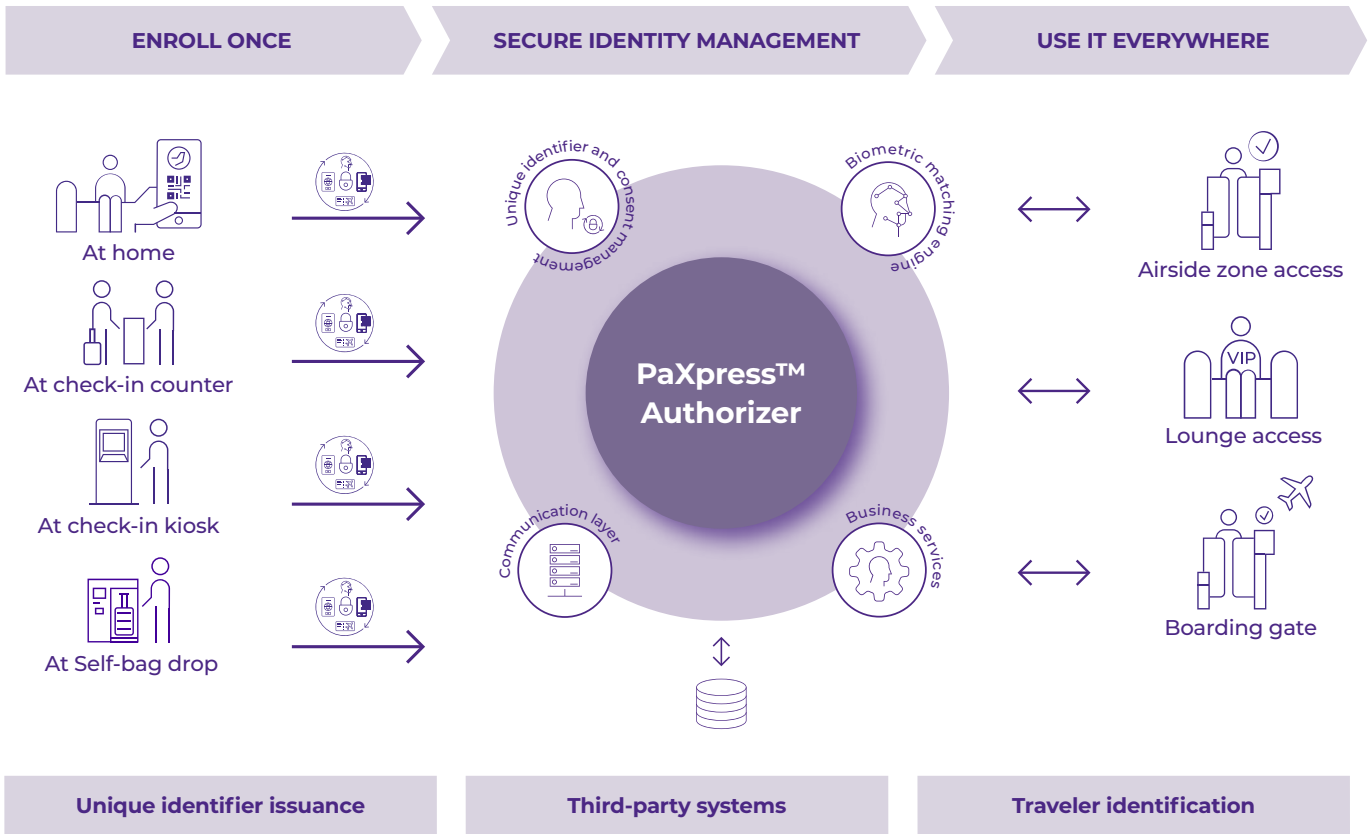 ENROLL ONCE
SECURE IDENTITY MANAGEMENT
USE IT EVERYWHERE
At home
At check-in counter
At check-in kiosk
At Self-bag drop
Unique identifier and
consent management
Biometric matching engine
PaXpress™
Authorizer
Communication layer
Business services
Airside zone access
VIP
Lounge access
Boarding gate
Unique identifier issuance
Third-party systems
Traveler identification